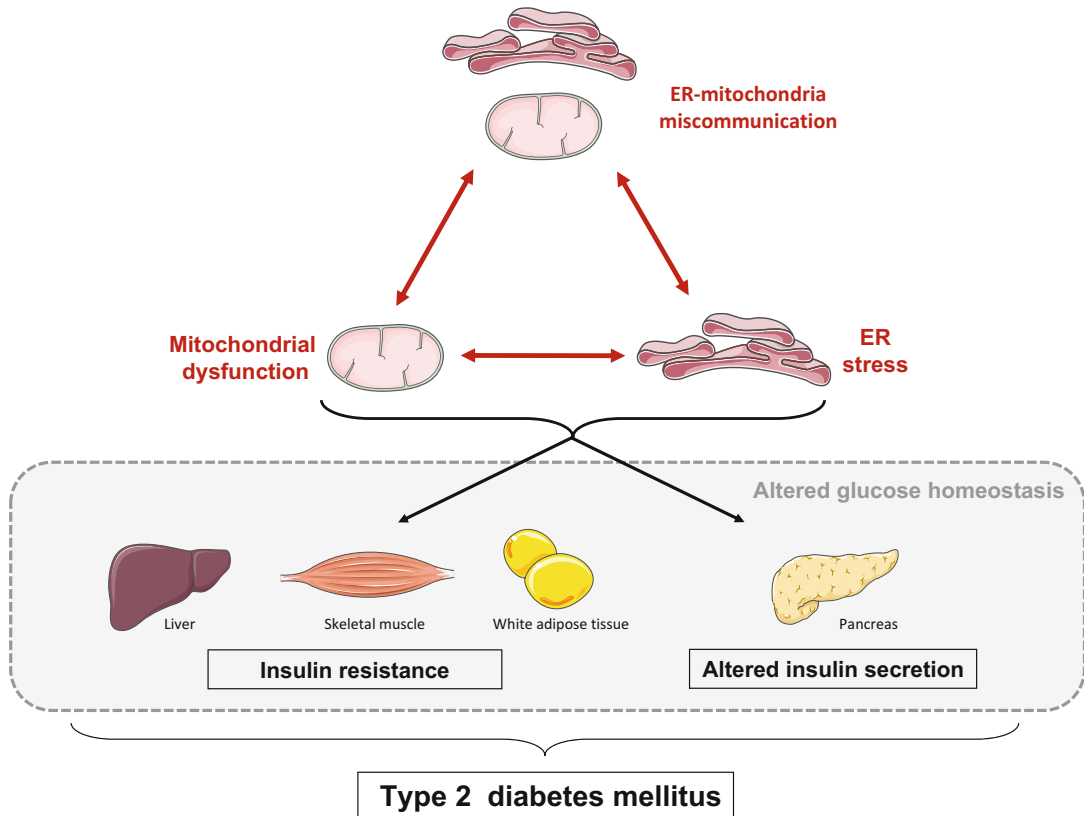 ER-mitochondria
miscommunication
Mitochondrial
dysfunction
ER
stress
Altered glucose homeostasis
Liver
Skeletal muscle
White adipose tissue
Pancreas
Insulin resistance
Altered insulin secretion
Type 2 diabetes mellitus